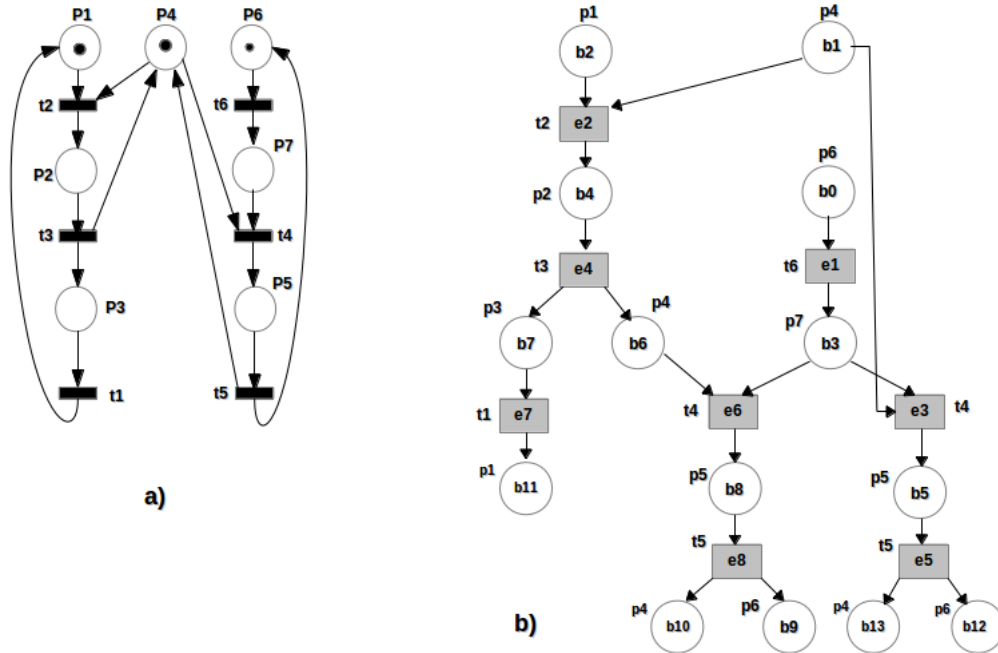 P1 P4 P6
t2 t6
P2 P7
t3 t4
P3 P5
t1 t5
a)
p1 p4
b2 b1
t2 e2
p6
p2 b4 b0
t3 e4 t6 e1
p3 p4 p7
b7 b6 b3
t1 e7 t4 e6 e3 t4
p1 b11 p5 b8 p5 b5
t5 e8 t5 e5
p4 p6 p4 p6
b10 b9 b13 b12
b)